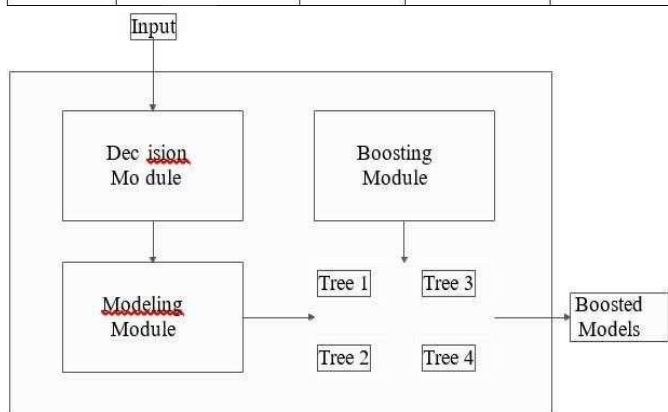 Input
Dec ision
Mo dule
Boosting
Module
Modeling
Module
Tree 1
Tree 3
Tree 2
Tree 4
Boosted
Models